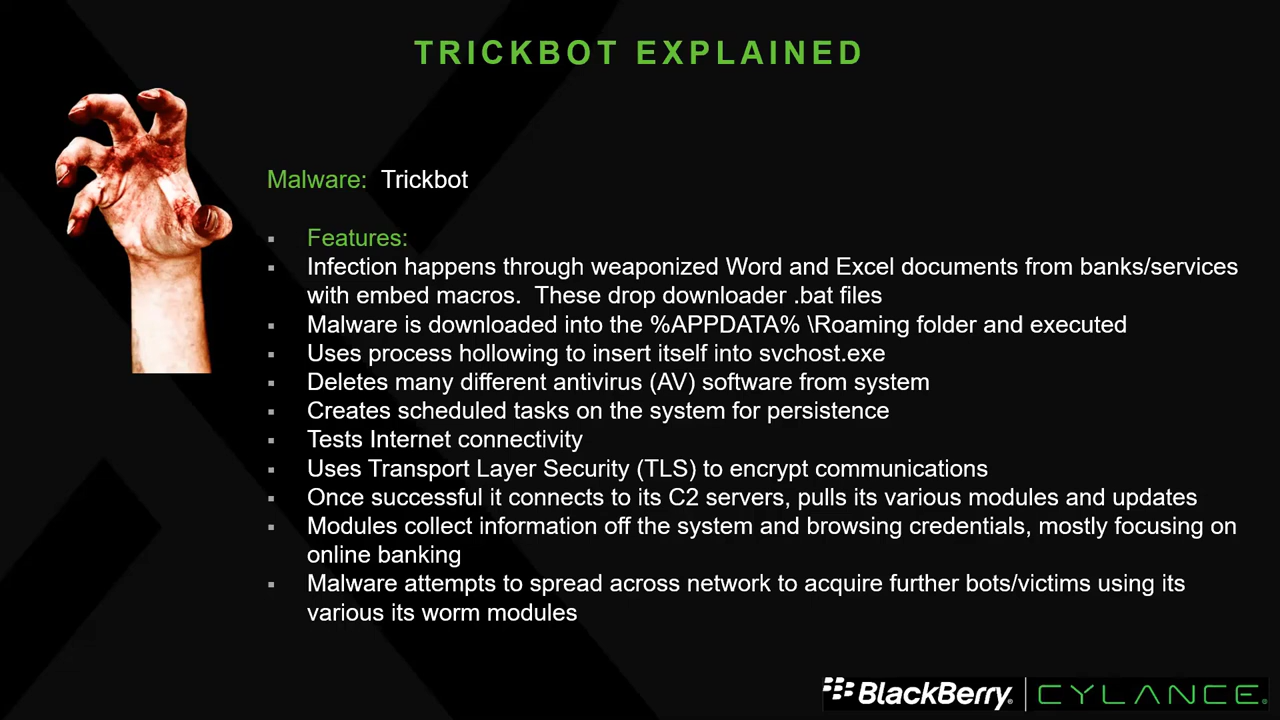 TRICKBOT EXPLAINED
Malware: Trickbot
Features:
Infection happens through weaponized Word and Excel documents from banks/services
with embed macros. These drop downloader .bat files
Malware is downloaded into the %APPDATA% \Roaming folder and executed
Uses process hollowing to insert itself into svchost.exe
Deletes many different antivirus (AV) software from system
Creates scheduled tasks on the system for persistence
Tests Internet connectivity
Uses Transport Layer Security (TLS) to encrypt communications
Once successful it connects to its C2 servers, pulls its various modules and updates
Modules collect information off the system and browsing credentials, mostly focusing on
online banking
Malware attempts to spread across network to acquire further bots/victims using its
various its worm modules
BlackBerry® | CYLANCE®